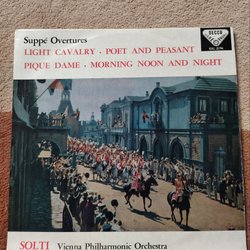 Suppé Overtures
LIGHT CAVALRY · POET AND PEASANT
PIQUE DAME · MORNING NOON AND NIGHT
DECCA
SOLTI Vienna Philharmonic Orchestra